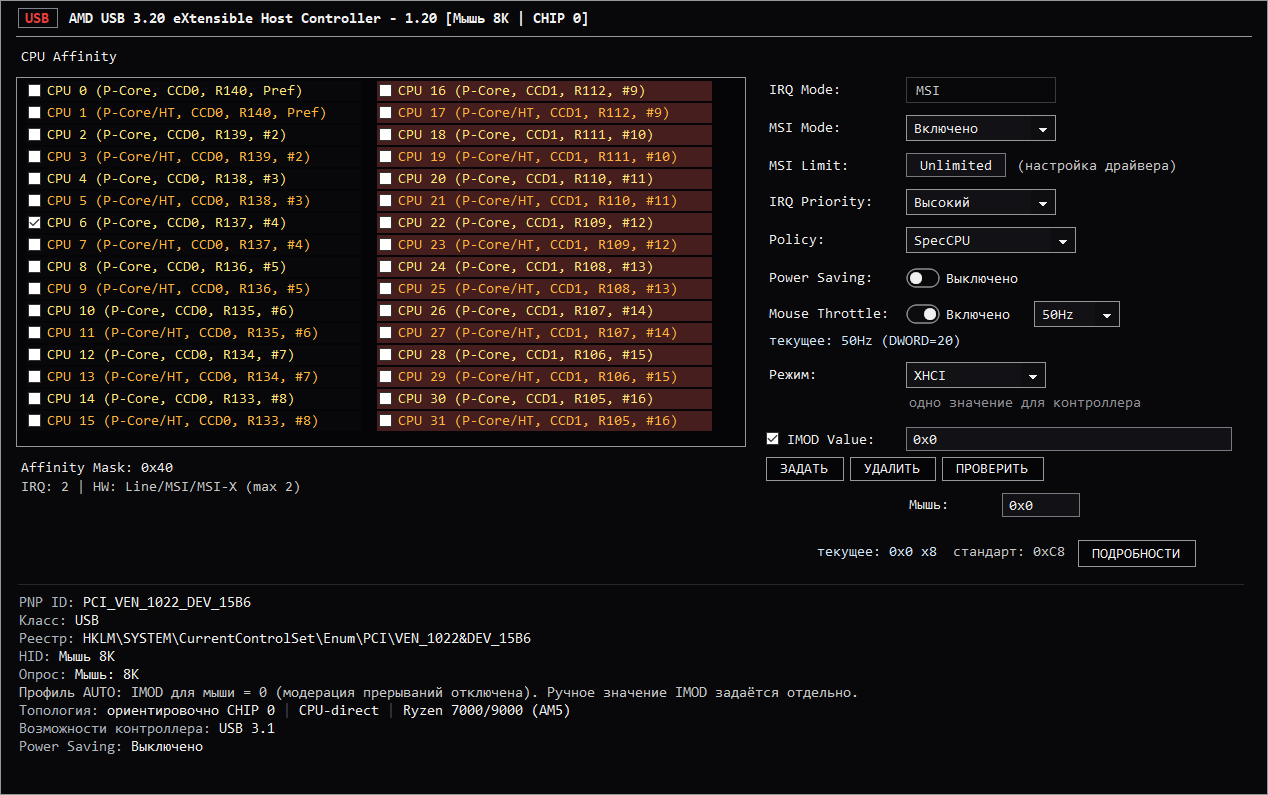 USB AMD USB 3.20 eXtensible Host Controller - 1.20 [Мышь 8K | CHIP 0]
CPU Affinity
CPU 0 (P-Core, CCD0, R140, Pref)
CPU 1 (P-Core/HT, CCD0, R140, Pref)
CPU 2 (P-Core, CCD0, R139, #2)
CPU 3 (P-Core/HT, CCD0, R139, #2)
CPU 4 (P-Core, CCD0, R138, #3)
CPU 5 (P-Core/HT, CCD0, R138, #3)
CPU 6 (P-Core, CCD0, R137, #4)
CPU 7 (P-Core/HT, CCD0, R137, #4)
CPU 8 (P-Core, CCD0, R136, #5)
CPU 9 (P-Core/HT, CCD0, R136, #5)
CPU 10 (P-Core, CCD0, R135, #6)
CPU 11 (P-Core/HT, CCD0, R135, #6)
CPU 12 (P-Core, CCD0, R134, #7)
CPU 13 (P-Core/HT, CCD0, R134, #7)
CPU 14 (P-Core, CCD0, R133, #8)
CPU 15 (P-Core/HT, CCD0, R133, #8)
CPU 16 (P-Core, CCD1, R112, #9)
CPU 17 (P-Core/HT, CCD1, R112, #9)
CPU 18 (P-Core, CCD1, R111, #10)
CPU 19 (P-Core/HT, CCD1, R111, #10)
CPU 20 (P-Core, CCD1, R110, #11)
CPU 21 (P-Core/HT, CCD1, R110, #11)
CPU 22 (P-Core, CCD1, R109, #12)
CPU 23 (P-Core/HT, CCD1, R109, #12)
CPU 24 (P-Core, CCD1, R108, #13)
CPU 25 (P-Core/HT, CCD1, R108, #13)
CPU 26 (P-Core, CCD1, R107, #14)
CPU 27 (P-Core/HT, CCD1, R107, #14)
CPU 28 (P-Core, CCD1, R106, #15)
CPU 29 (P-Core/HT, CCD1, R106, #15)
CPU 30 (P-Core, CCD1, R105, #16)
CPU 31 (P-Core/HT, CCD1, R105, #16)
Affinity Mask: 0x40
IRQ: 2 | HW: Line/MSI/MSI-X (max 2)
IRQ Mode: MSI
MSI Mode: Включено
MSI Limit: Unlimited (настройка драйвера)
IRQ Priority: Высокий
Policy: SpecCPU
Power Saving: Выключено
Mouse Throttle: Включено 50Hz
текущее: 50Hz (DWORD=20)
Режим: XHCI
одно значение для контроллера
IMOD Value: 0x0
ЗАДАТЬ УДАЛИТЬ ПРОВЕРИТЬ
Мышь: 0x0
текущее: 0x0 x8 стандарт: 0xC8 ПОДРОБНОСТИ
PNP ID: PCI_VEN_1022_DEV_15B6
Класс: USB
Реестр: HKLM\SYSTEM\CurrentControlSet\Enum\PCI\VEN_1022&DEV_15B6
HID: Мышь 8K
Опрос: Мышь: 8K
Профиль AUTO: IMOD для мыши = 0 (модерация прерываний отключена). Ручное значение IMOD задаётся отдельно.
Топология: ориентировочно CHIP 0 | CPU-direct | Ryzen 7000/9000 (AM5)
Возможности контроллера: USB 3.1
Power Saving: Выключено